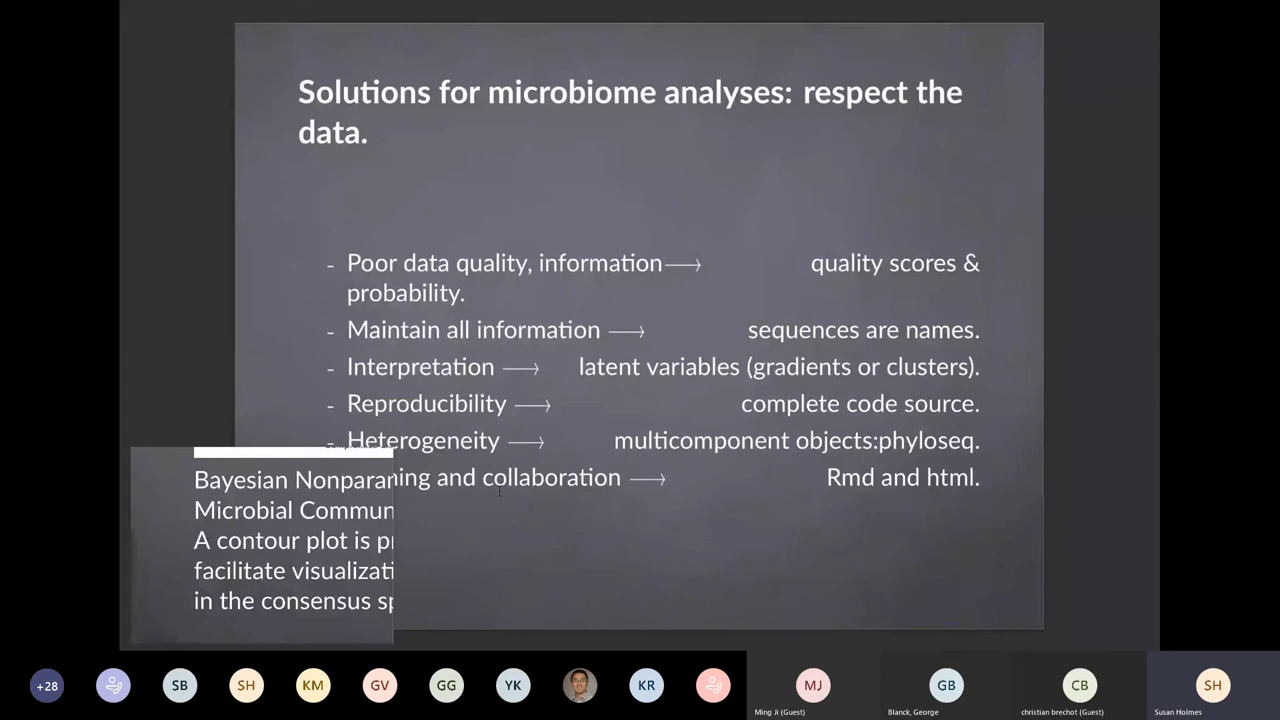 Solutions for microbiome analyses: respect the
data.
- Poor data quality, information⟶ quality scores &
probability.
- Maintain all information ⟶ sequences are names.
- Interpretation ⟶ latent variables (gradients or clusters).
- Reproducibility ⟶ complete code source.
- Heterogeneity ⟶ multicomponent objects:phyloseq.
ing and collaboration ⟶ Rmd and html.
Bayesian Nonparam
Microbial Commun
A contour plot is p
facilitate visualizati
in the consensus sp
+28 SB SH KM GV GG YK KR MJ GB CB SH
Ming Ji (Guest) Blanck, George christian brechot (Guest) Susan Holmes